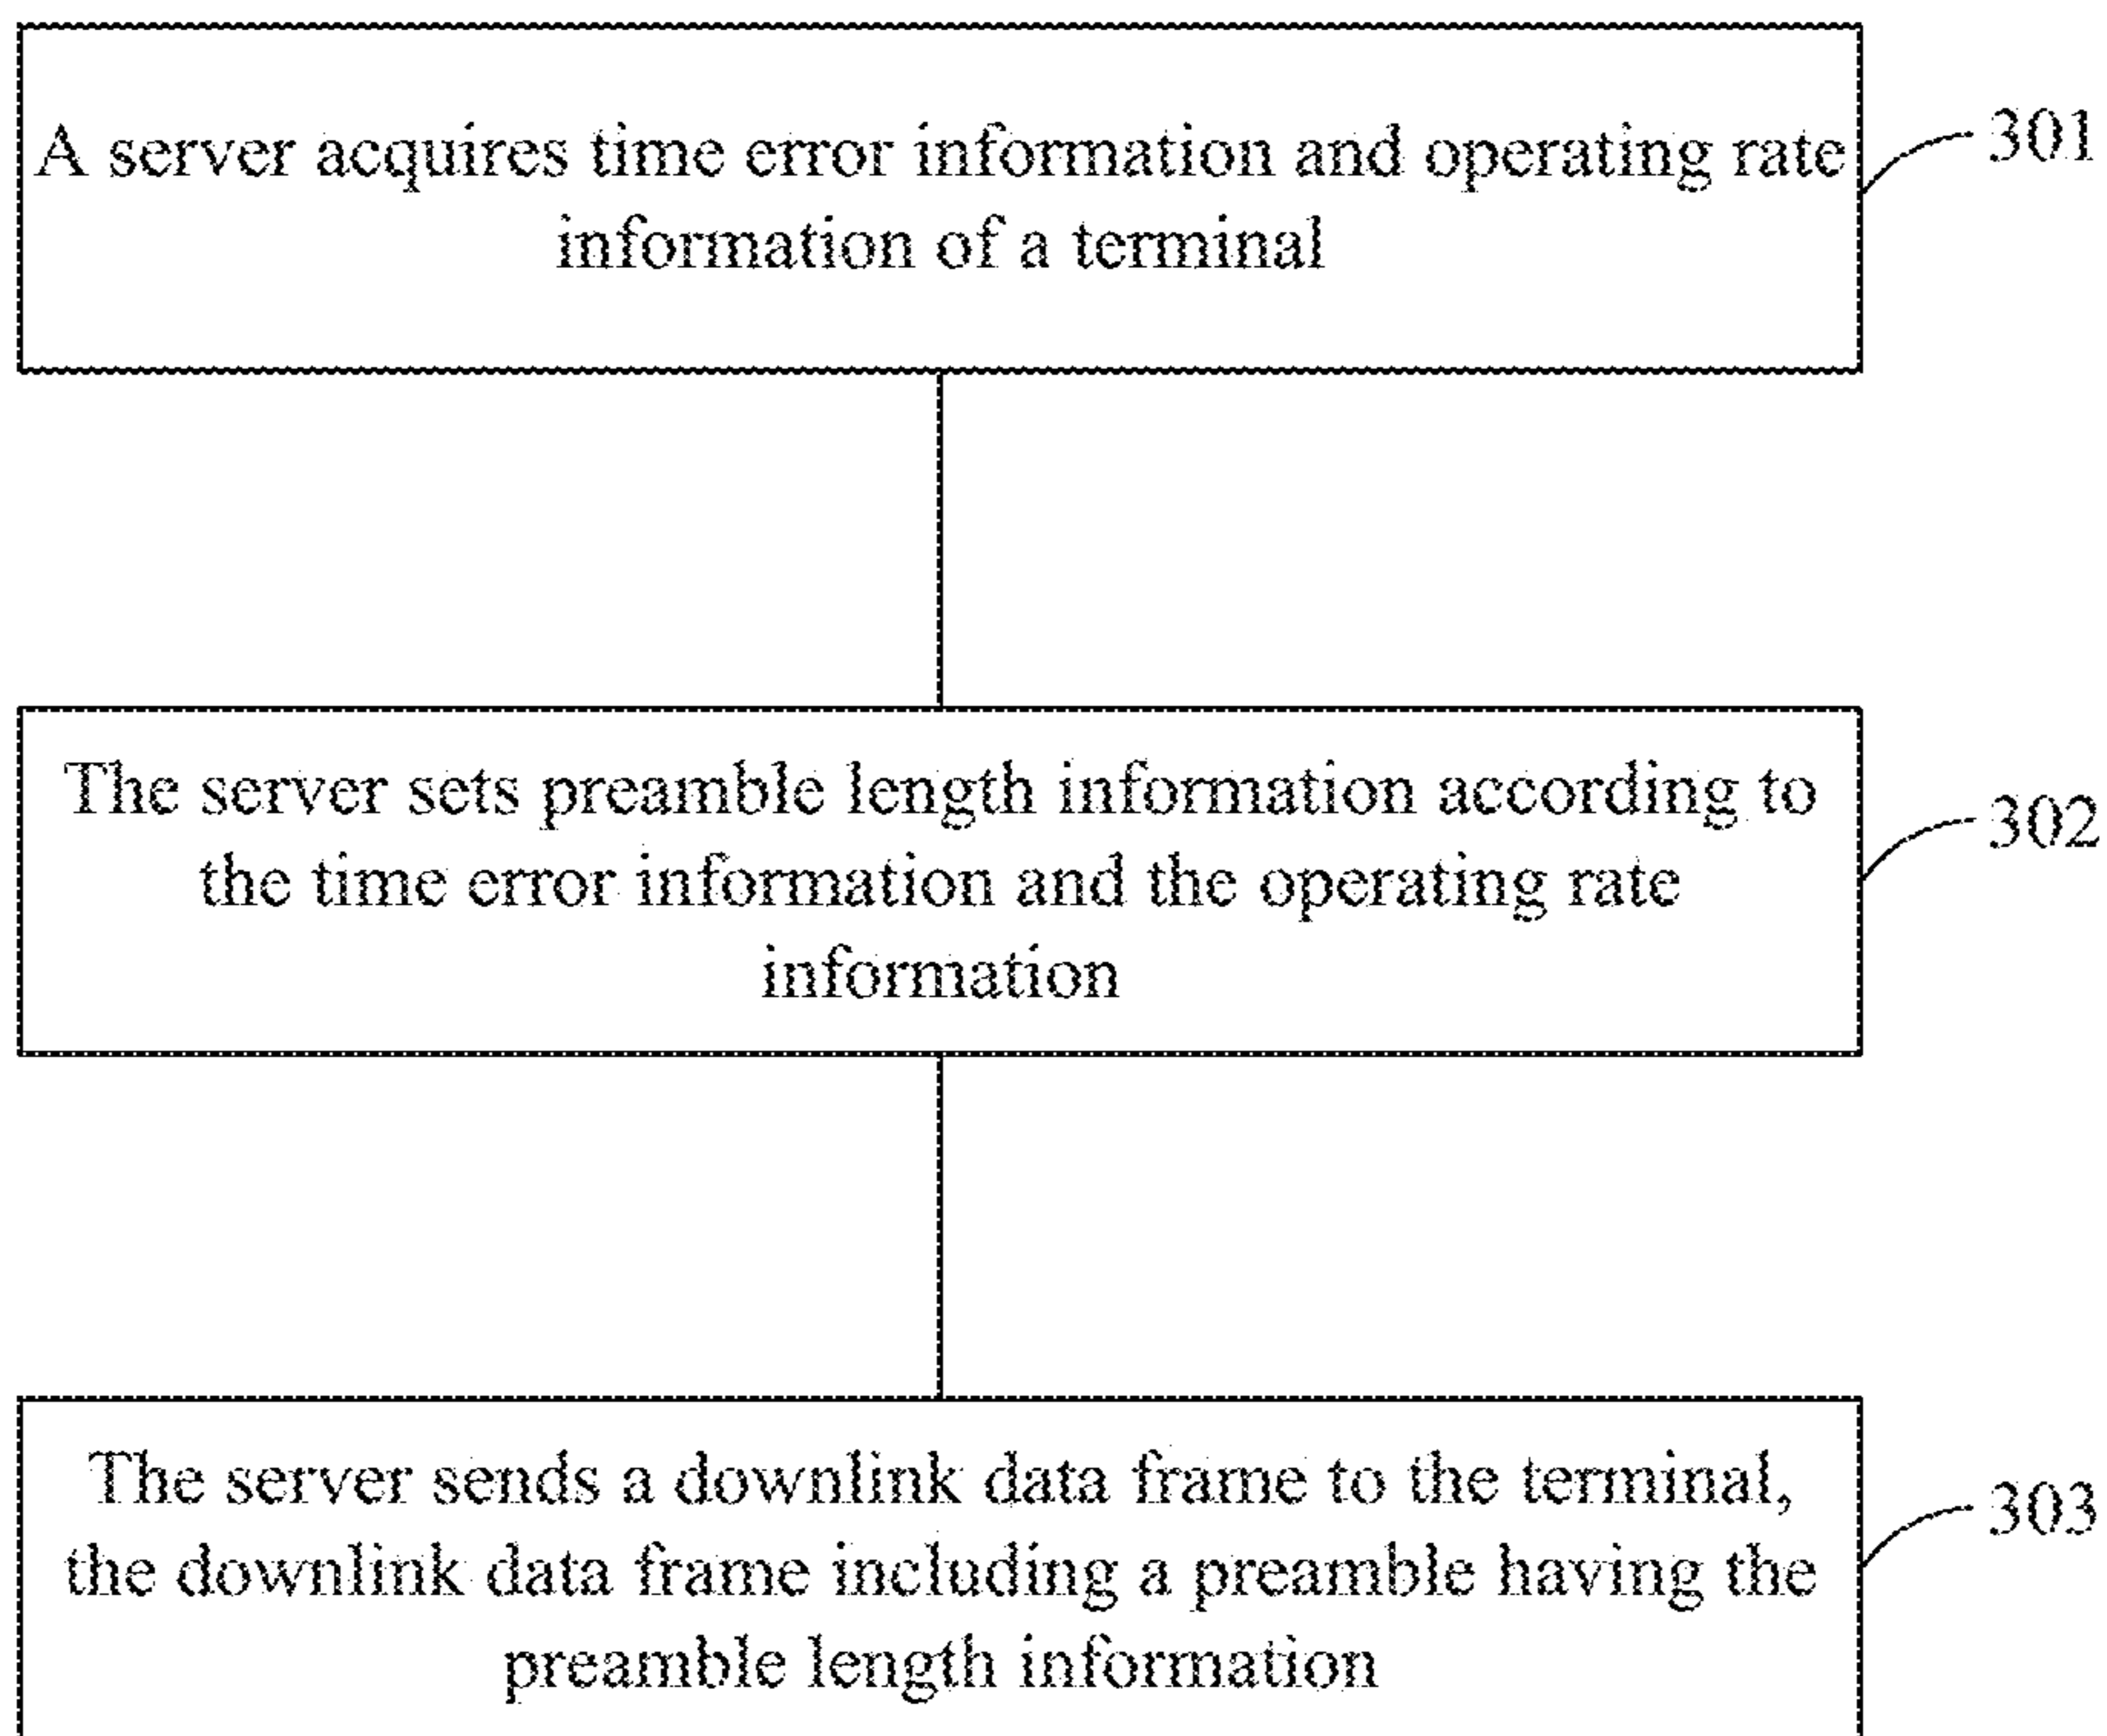 A server acquires time error information and operating rate
information of a terminal
301
The server sets preamble length information according to
the time error information and the operating rate
information
302
The server sends a downlink data frame to the terminal,
the downlink data frame including a preamble having the
preamble length information
303